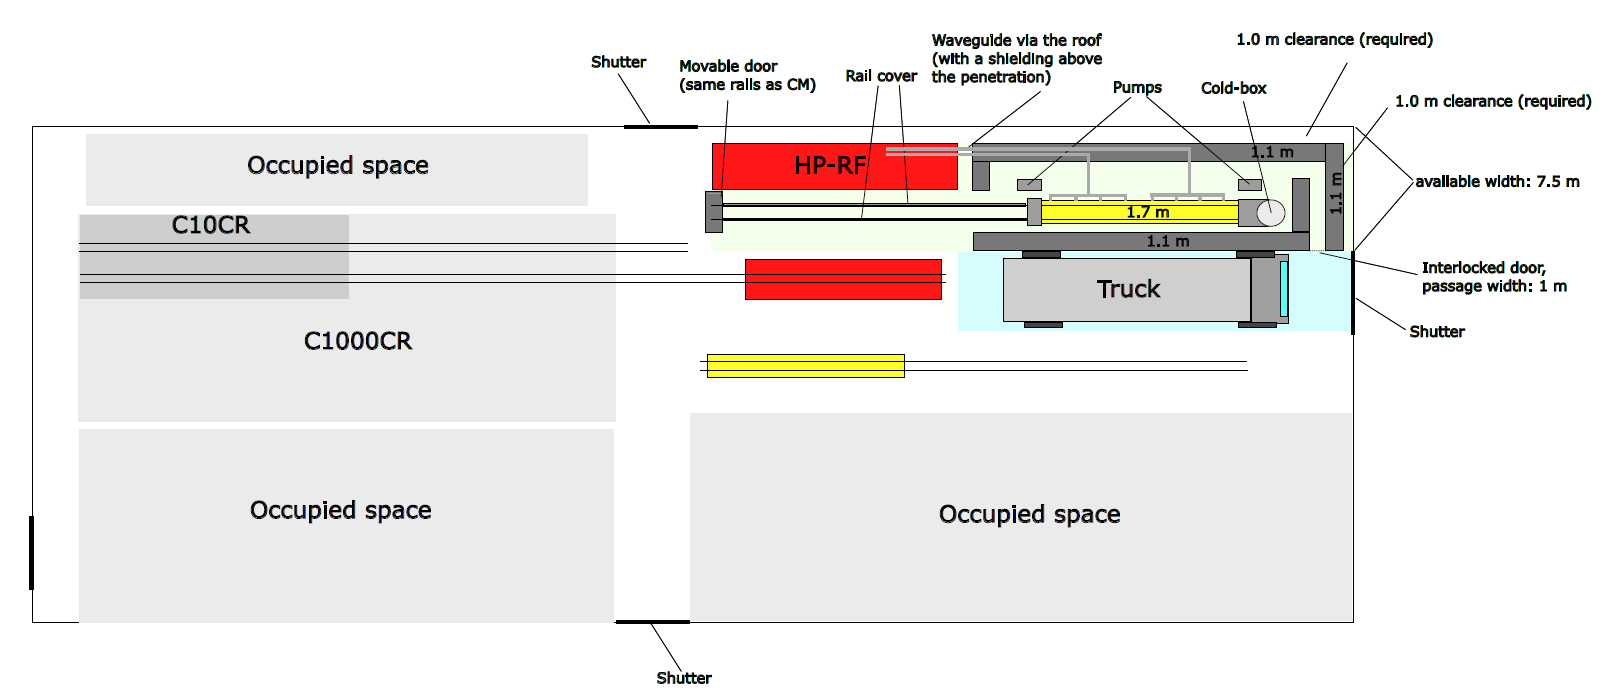 1.0 m clearance (required)
Waveguide via the roof
(with a shielding above
the penetration)
Shutter
Movable door
(same rails as CM)
Rail cover
Pumps
Cold-box
1.0 m clearance (required)
Occupied space
HP-RF
1.1 m
1.1 m
available width: 7.5 m
C10CR
1.7 m
1.1 m
Interlocked door,
passage width: 1 m
Truck
Shutter
C1000CR
Occupied space
Occupied space
Shutter